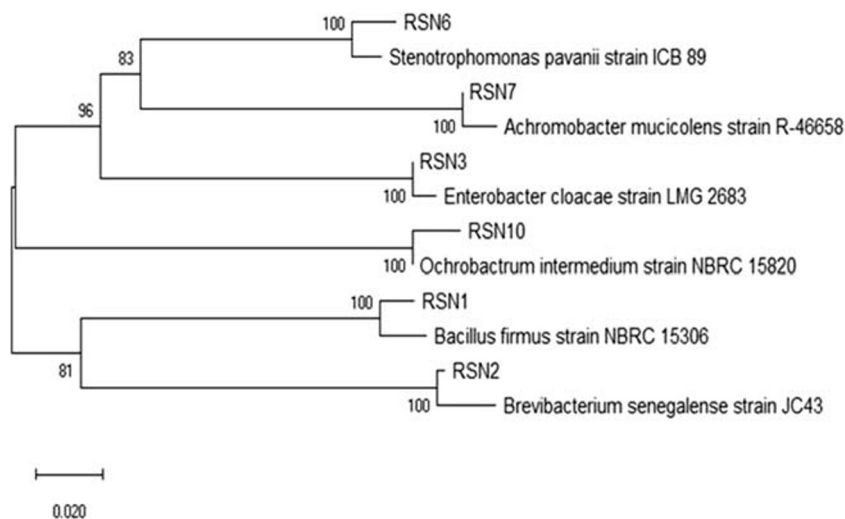 100 RSN6
Stenotrophomonas pavanii strain ICB 89
83
RSN7
100 Achromobacter mucicolens strain R-46658
96
RSN3
100 Enterobacter cloacae strain LMG 2683
RSN10
100 Ochrobactrum intermedium strain NBRC 15820
100 RSN1
Bacillus firmus strain NBRC 15306
81
RSN2
100 Brevibacterium senegalense strain JC43
0.020